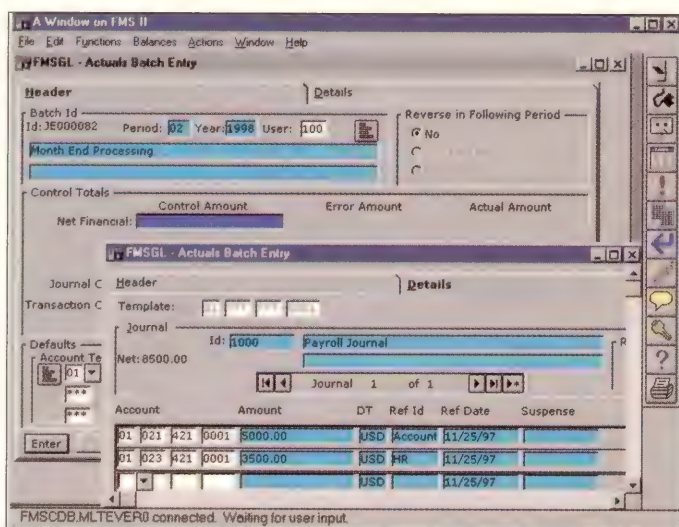 A Window on FMS II
File Edit Functions Balances Actions Window Help
FMSGL - Actuals Batch Entry
Header Details
Batch Id
Id: JE000082 Period: 02 Year: 1998 User: 100
Reverse in Following Period
No
Month End Processing
Control Totals
Control Amount Error Amount Actual Amount
Net Financial:
FMSGL - Actuals Batch Entry
Journal C
Header Details
Transaction C
Template:
Journal
Id: 1000 Payroll Journal
R
Net: 8500.00
Defaults
Account Te
01
***
***
Journal 1 of 1
Account Amount DT Ref Id Ref Date Suspense
01 021 421 0001 5000.00 USD Account 11/25/97
01 023 421 0001 3500.00 USD HR 11/25/97
USD 11/25/97
Enter
FMSCDB.MLTEVER0 connected. Waiting for user input.